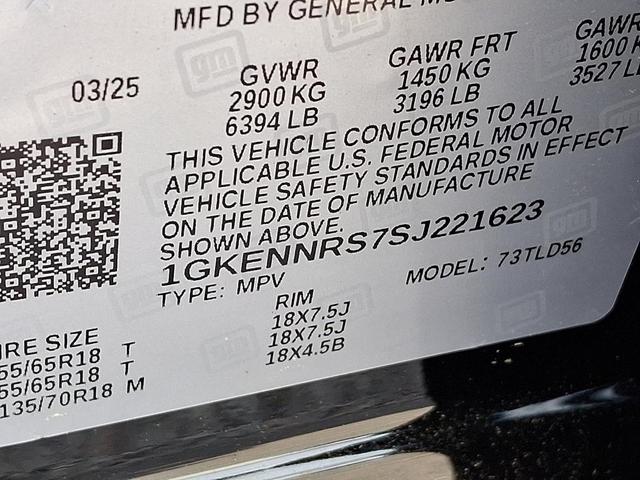 MFD BY GENERAL
03/25
GVWR
2900 KG
6394 LB
GAWR FRT
1450 KG
3196 LB
GAWR
1600 K
3527 L
THIS VEHICLE CONFORMS TO ALL
APPLICABLE U.S. FEDERAL MOTOR
VEHICLE SAFETY STANDARDS IN EFFECT
ON THE DATE OF MANUFACTURE
SHOWN ABOVE.
1GKENNRS7SJ221623
TYPE: MPV
MODEL: 73TLD56
IRE SIZE
55/65R18 T
55/65R18 T
135/70R18 M
RIM
18X7.5J
18X7.5J
18X4.5B